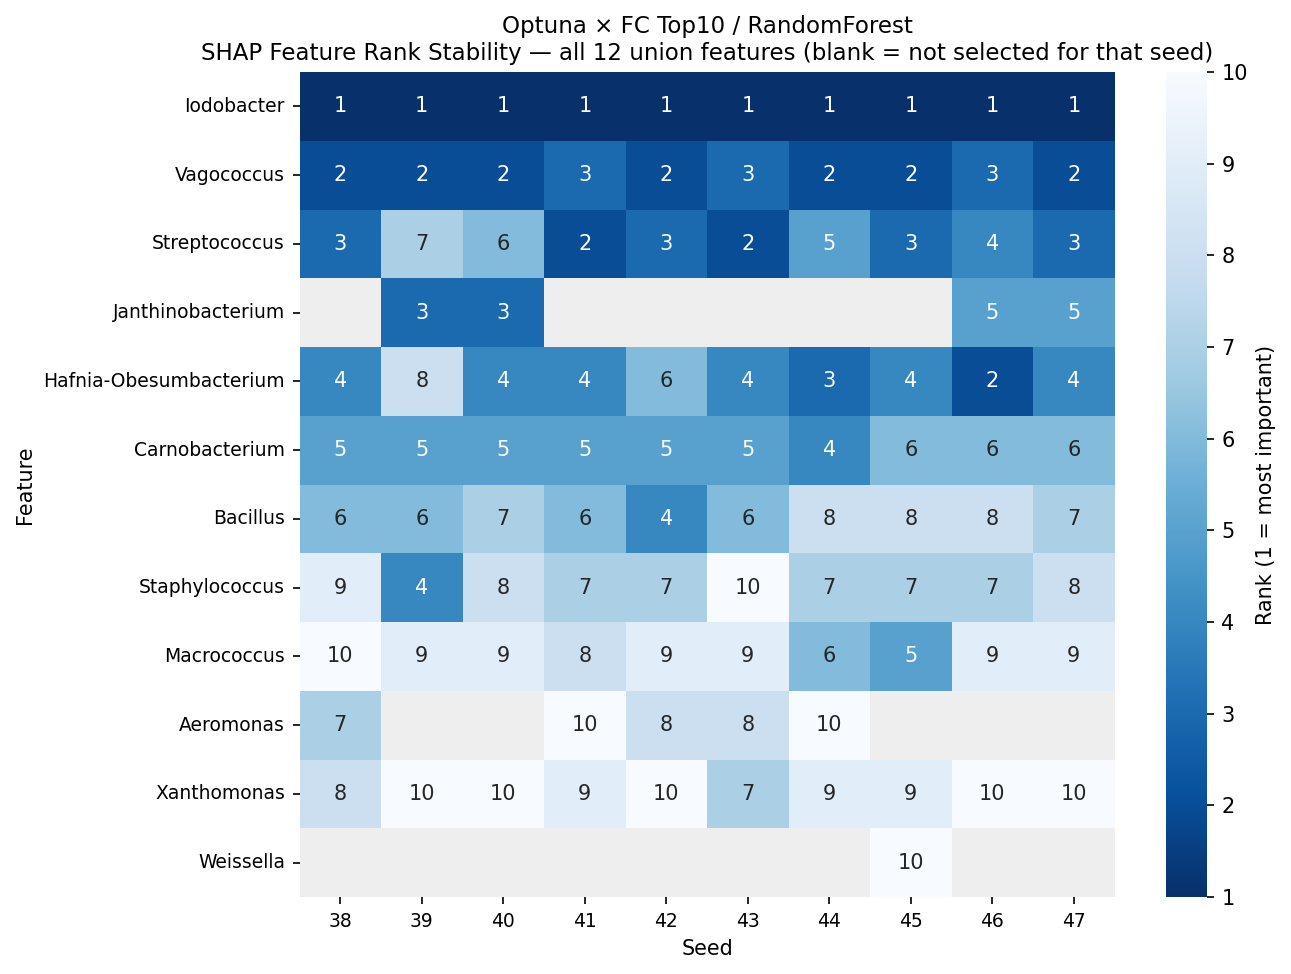 Optuna × FC Top10 / RandomForest
SHAP Feature Rank Stability — all 12 union features (blank = not selected for that seed)
Feature
Iodobacter 1 1 1 1 1 1 1 1 1 1
Vagococcus 2 2 2 3 2 3 2 2 3 2
Streptococcus 3 7 6 2 3 2 5 3 4 3
Janthinobacterium 3 3 5 5
Hafnia-Obesumbacterium 4 8 4 4 6 4 3 4 2 4
Carnobacterium 5 5 5 5 5 5 4 6 6 6
Bacillus 6 6 7 6 4 6 8 8 8 7
Staphylococcus 9 4 8 7 7 10 7 7 7 8
Macrococcus 10 9 9 8 9 9 6 5 9 9
Aeromonas 7 10 8 8 10
Xanthomonas 8 10 10 9 10 7 9 9 10 10
Weissella 10
38 39 40 41 42 43 44 45 46 47
Seed
10
9
8
7
6
5
4
3
2
1
Rank (1 = most important)